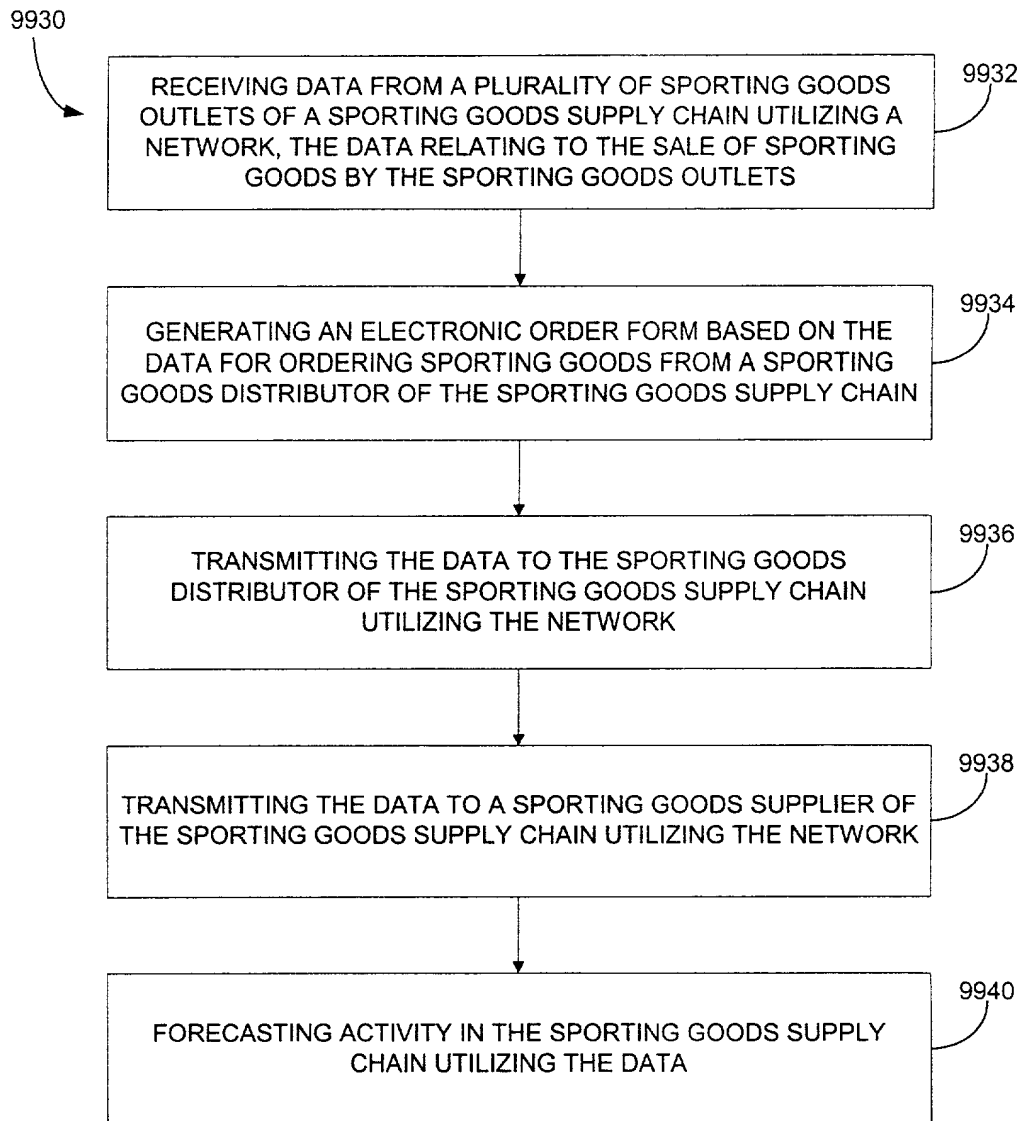 9930
9932
RECEIVING DATA FROM A PLURALITY OF SPORTING GOODS
OUTLETS OF A SPORTING GOODS SUPPLY CHAIN UTILIZING A
NETWORK, THE DATA RELATING TO THE SALE OF SPORTING
GOODS BY THE SPORTING GOODS OUTLETS
9934
GENERATING AN ELECTRONIC ORDER FORM BASED ON THE
DATA FOR ORDERING SPORTING GOODS FROM A SPORTING
GOODS DISTRIBUTOR OF THE SPORTING GOODS SUPPLY CHAIN
9936
TRANSMITTING THE DATA TO THE SPORTING GOODS
DISTRIBUTOR OF THE SPORTING GOODS SUPPLY CHAIN
UTILIZING THE NETWORK
9938
TRANSMITTING THE DATA TO A SPORTING GOODS SUPPLIER OF
THE SPORTING GOODS SUPPLY CHAIN UTILIZING THE NETWORK
9940
FORECASTING ACTIVITY IN THE SPORTING GOODS SUPPLY
CHAIN UTILIZING THE DATA